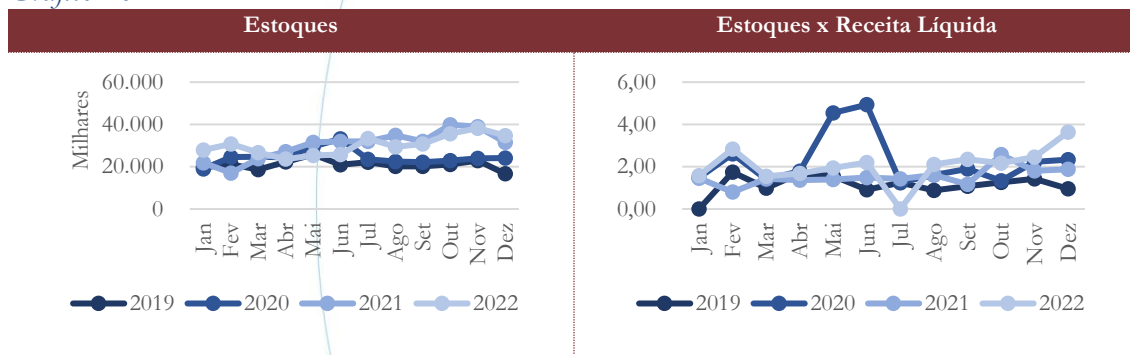 Estoques
Estoques x Receita Líquida
Milhares
60.000
40.000
20.000
0
Jan Fev Mar Abr Mai Jun Jul Ago Set Out Nov Dez
2019 2020 2021 2022
6,00
4,00
2,00
0,00
Jan Fev Mar Abr Mai Jun Jul Ago Set Out Nov Dez
2019 2020 2021 2022